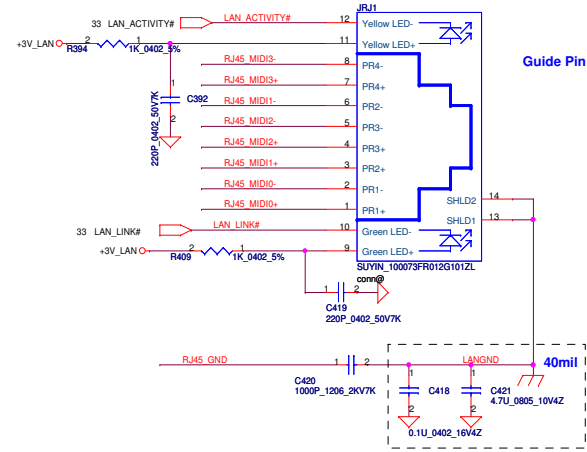 JRJ1
33 LAN_ACTIVITY# LAN_ACTIVITY# 12 Yellow LED-
+3V_LAN 2 1 11 Yellow LED+
R394 1K_0402_5%
Guide Pin
RJ45_MIDI3- 8 PR4-
RJ45_MIDI3+ 7 PR4+
1
C392
2
220P_0402_50V7K
RJ45_MIDI1- 6 PR2-
RJ45_MIDI2- 5 PR3-
RJ45_MIDI2+ 4 PR3+
RJ45_MIDI1+ 3 PR2+
RJ45_MIDI0- 2 PR1-
RJ45_MIDI0+ 1 PR1+
SHLD2 14
SHLD1 13
33 LAN_LINK# LAN_LINK# 10 Green LED-
+3V_LAN 2 1 9 Green LED+
R409 1K_0402_5%
SUYIN_100073FR012G101ZL
conn@
1 2
C419
220P_0402_50V7K
RJ45_GND 1 2 LANGND 40mil
C420
1000P_1206_2KV7K
1 C418 2
1 C421 2
4.7U_0805_10V4Z
0.1U_0402_16V4Z